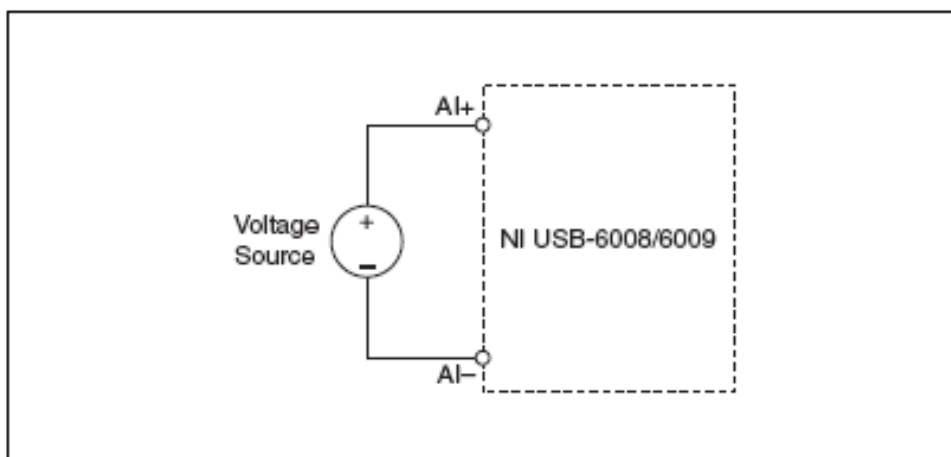 AI+
Voltage
Source
+
–
NI USB-6008/6009
AI–